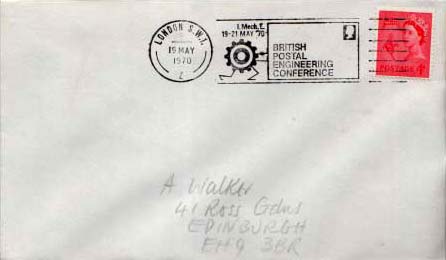 LONDON S.W.1.
19 MAY
1970
I.Mech.E.
19-21 MAY '70
BRITISH
POSTAL
ENGINEERING
CONFERENCE
POSTAGE 4D
A Walker
41 Ross Gdns
EDINBURGH
EH9 3BR